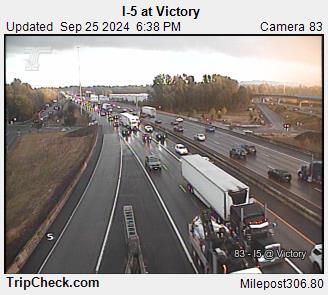 I-5 at Victory
Updated Sep 25 2024 6:38 PM Camera 83
83 - I5 @ Victory
TripCheck.com Milepost306.80